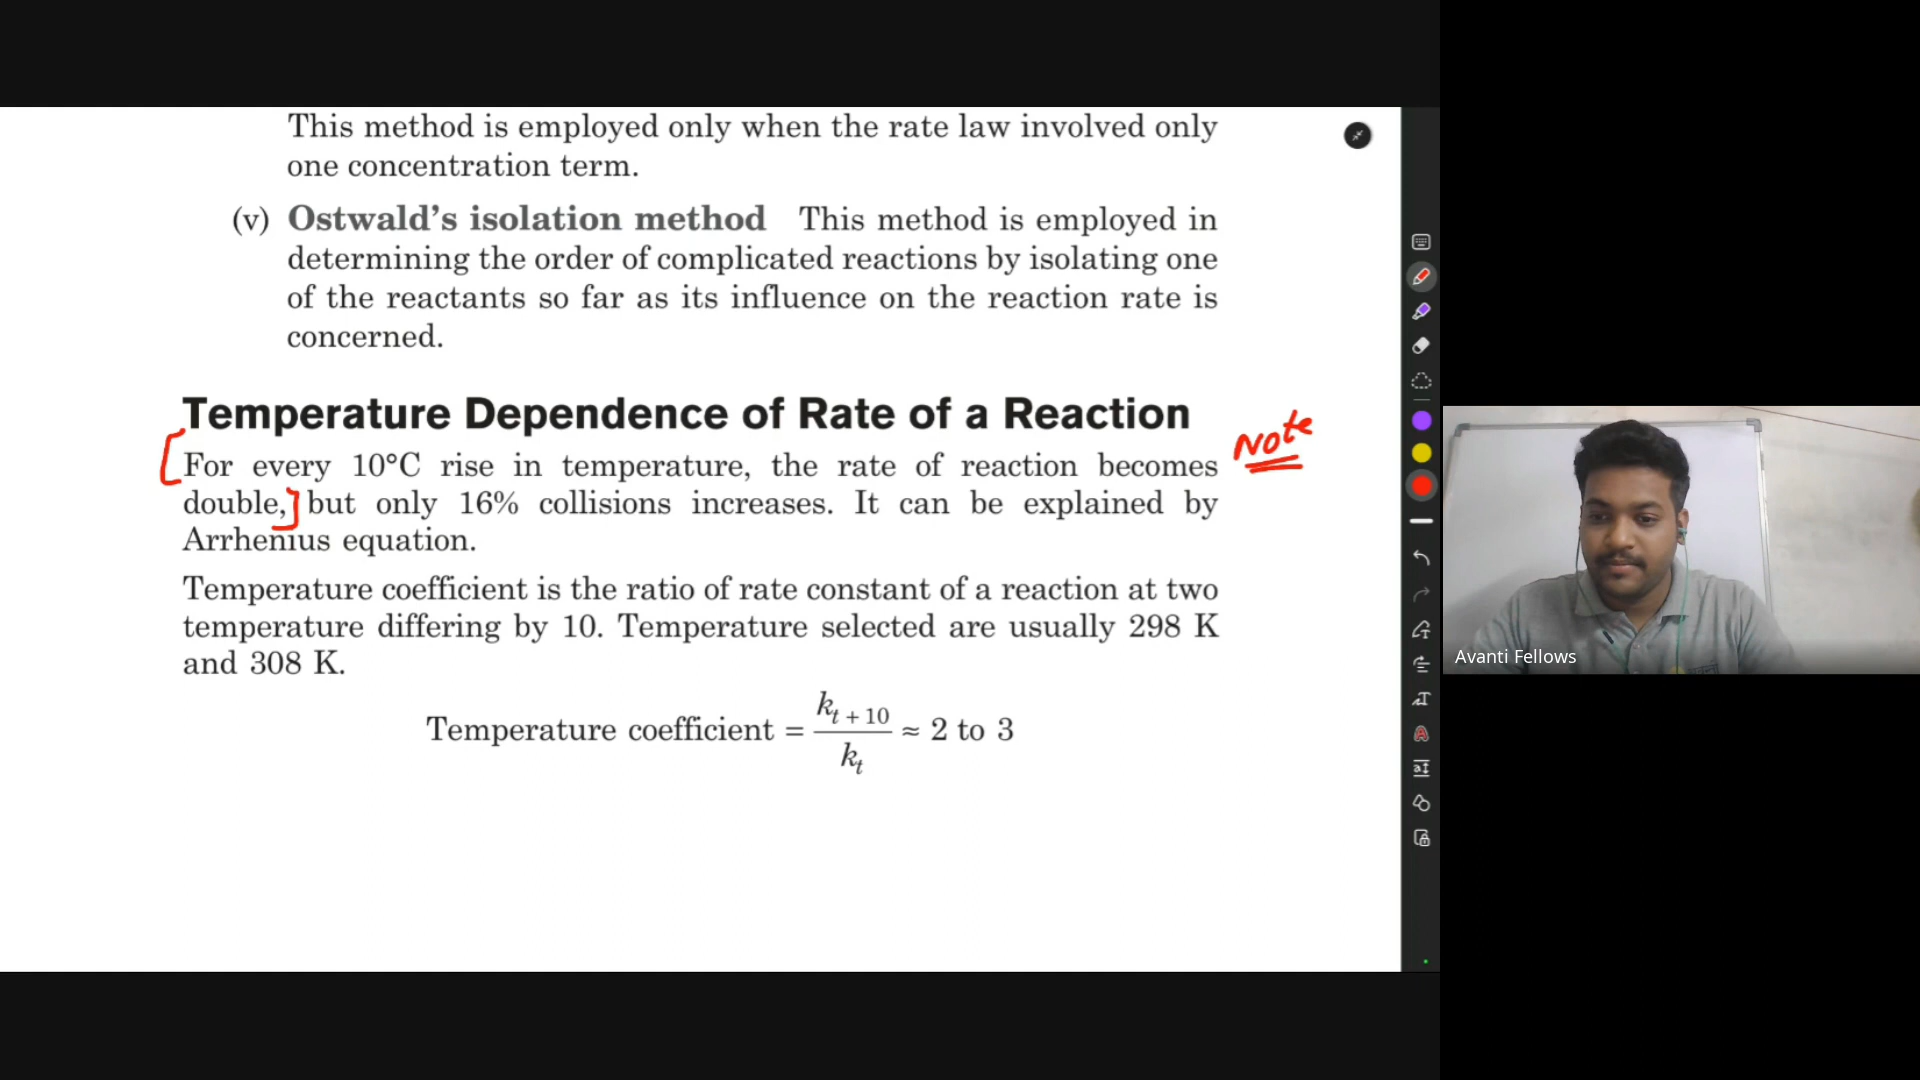 This method is employed only when the rate law involved only
one concentration term.
(v) Ostwald's isolation method This method is employed in
determining the order of complicated reactions by isolating one
of the reactants so far as its influence on the reaction rate is
concerned.
Temperature Dependence of Rate of a Reaction
Note
For every 10°C rise in temperature, the rate of reaction becomes
double, but only 16% collisions increases. It can be explained by
Arrhenius equation.
Temperature coefficient is the ratio of rate constant of a reaction at two
temperature differing by 10. Temperature selected are usually 298 K
and 308 K.
Temperature coefficient = k_{t + 10} / k_t ≈ 2 to 3
Avanti Fellows